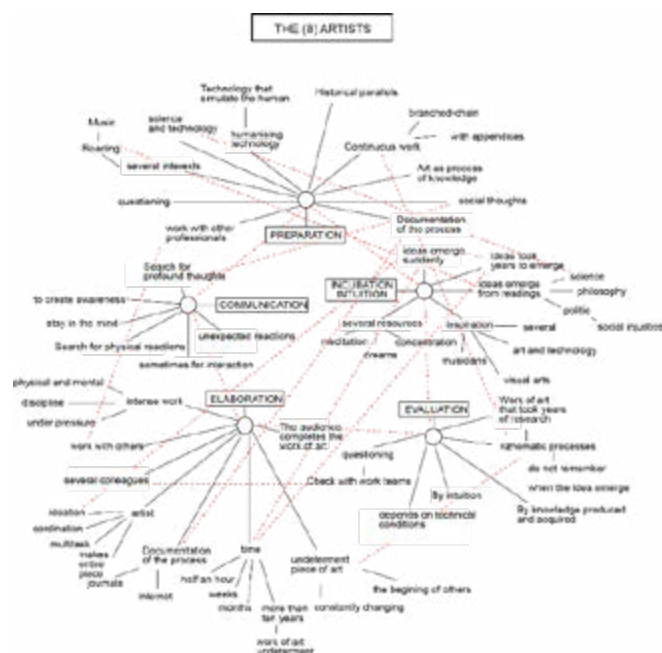 THE (8) ARTISTS
Technology that
simulate the human
Historical parallels
Music
science
and technology
humanising
technology
branched-chain
Continuous work
with appendixes
Reading
several interests
Art as process
of knowledge
questioning
social thoughts
work with other
professionals
PREPARATION
Documentation
of the process
ideas emerge
suddenly
Ideas took
years to emerge
Search for
profound thoughts
INCUBATION
INTUITION
ideas emerge
from readings
science
philosophy
to create awareness
COMMUNICATION
politic
social injustice
stay in the mind
unexpected reactions
several resources
inspiration
several
Search for physical reactions
meditation
concentration
art and technology
sometimes for interaction
dreams
musicians
visual arts
physical and mental
discipline
intense work
under pressure
ELABORATION
EVALUATION
Work of art
that took years
of research
The audience
completes the
work of art
work with others
questioning
do not remember
several colleagues
Check with work teams
when the idea emerge
By intuition
ideation
artist
cordination
multitask
makes
entire
piece
depends on technical
conditions
By knowledge produced
and acquired
Documentation
of the process
time
undeterment
piece of art
journals
internet
half an hour
weeks
months
the begining of others
more than
ten years
constantly changing
work of art
undeterment